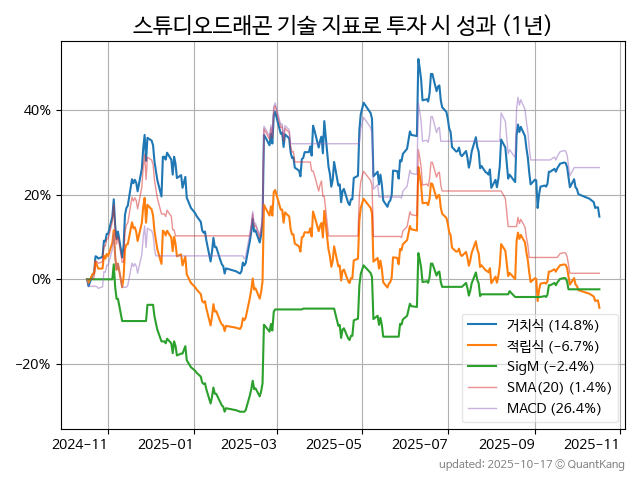 스튜디오드래곤 기술 지표로 투자 시 성과 (1년)
40%
20%
0%
−20%
거치식 (14.8%)
적립식 (−6.7%)
SigM (−2.4%)
SMA(20) (1.4%)
MACD (26.4%)
2024-11 2025-01 2025-03 2025-05 2025-07 2025-09 2025-11
updated: 2025-10-17 © QuantKang